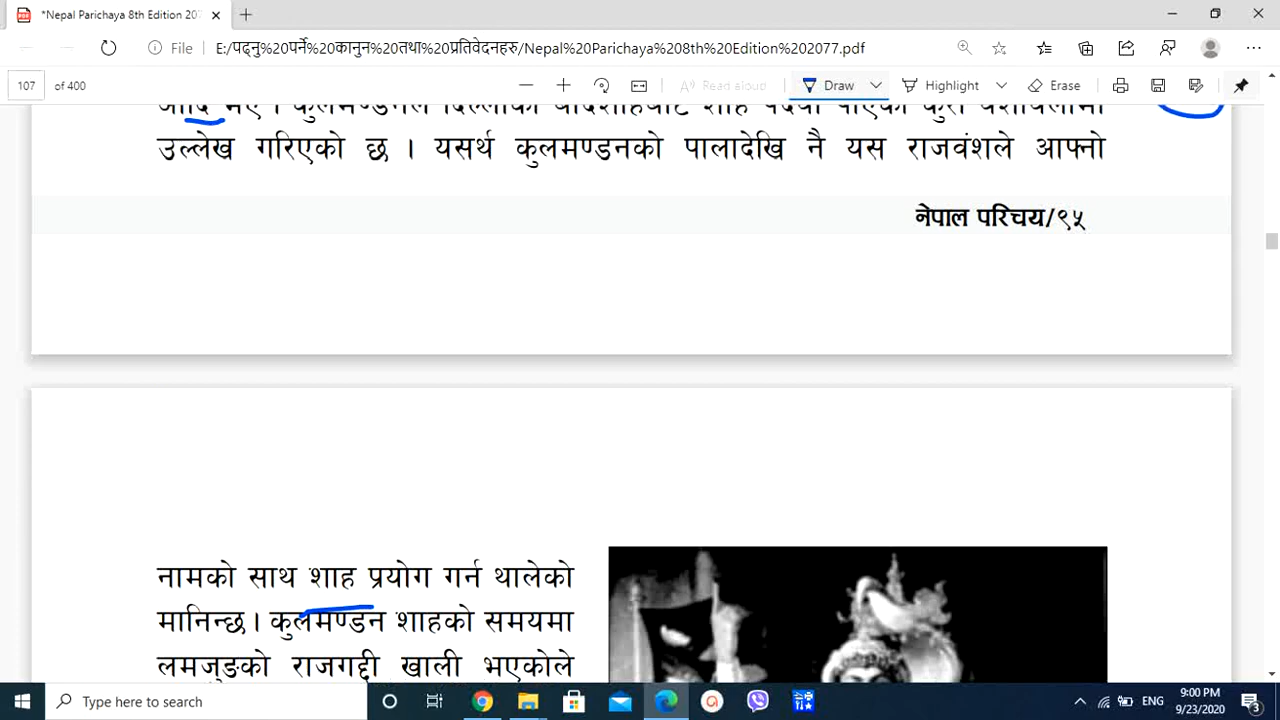 *Nepal Parichaya 8th Edition 207
File
E:/पढ्नु%20पर्ने%20कानुन%20तथा%20प्रतिवेदनहरु/Nepal%20Parichaya%208th%20Edition%202077.pdf
107 of 400
Read aloud
Draw
Highlight
Erase
उल्लेख गरिएको छ । यसर्थ कुलमण्डनको पालादेखि नै यस राजवंशले आफ्नो
नेपाल परिचय/९५
नामको साथ शाह प्रयोग गर्न थालेको
मानिन्छ। कुलमण्डन शाहको समयमा
लमजुङको राजगद्दी खाली भएकोले
Type here to search
ENG
9:00 PM
9/23/2020
3